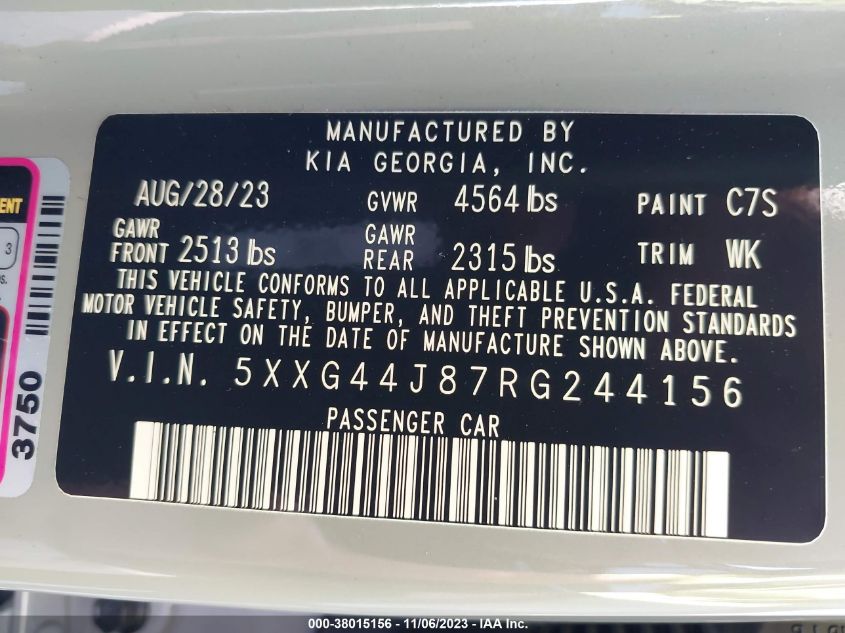 MANUFACTURED BY
KIA GEORGIA, INC.
AUG/28/23 GVWR 4564 lbs PAINT C7S
GAWR FRONT 2513 lbs GAWR REAR 2315 lbs TRIM WK
THIS VEHICLE CONFORMS TO ALL APPLICABLE U.S.A. FEDERAL
MOTOR VEHICLE SAFETY, BUMPER, AND THEFT PREVENTION STANDARDS
IN EFFECT ON THE DATE OF MANUFACTURE SHOWN ABOVE.
V.I.N. 5XXG44J87RG244156
PASSENGER CAR
3
3750
000-38015156 - 11/06/2023 - IAA Inc.